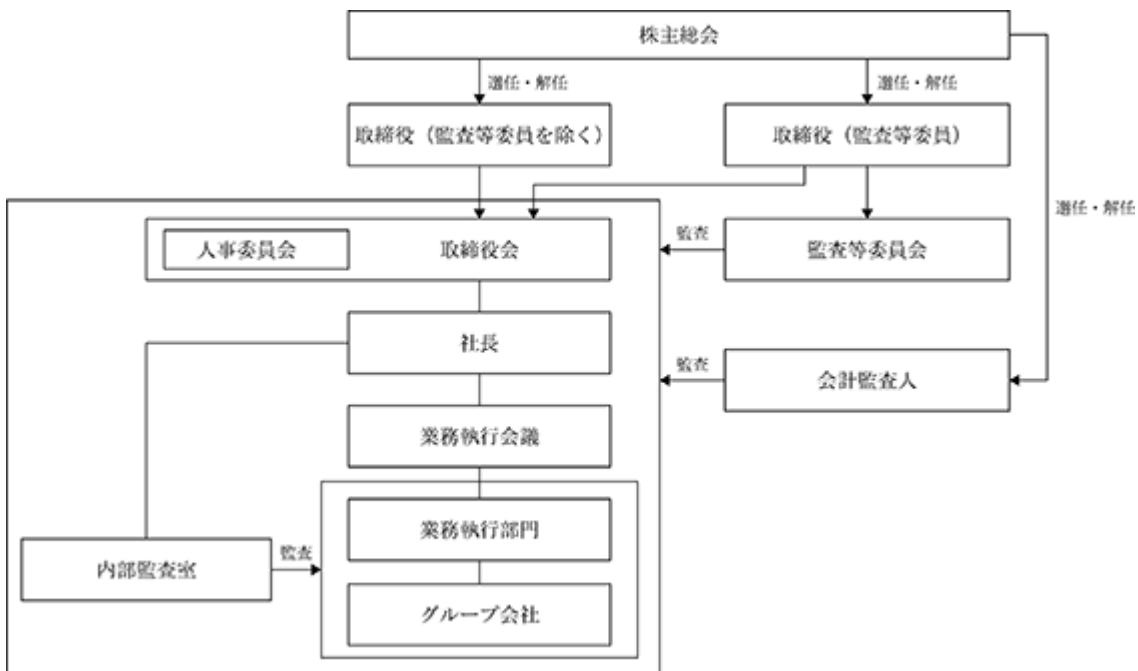 株主総会
選任・解任
選任・解任
取締役（監査等委員を除く）
取締役（監査等委員）
選任・解任
人事委員会
取締役会
監査
監査等委員会
社長
監査
会計監査人
業務執行会議
業務執行部門
内部監査室
監査
グループ会社